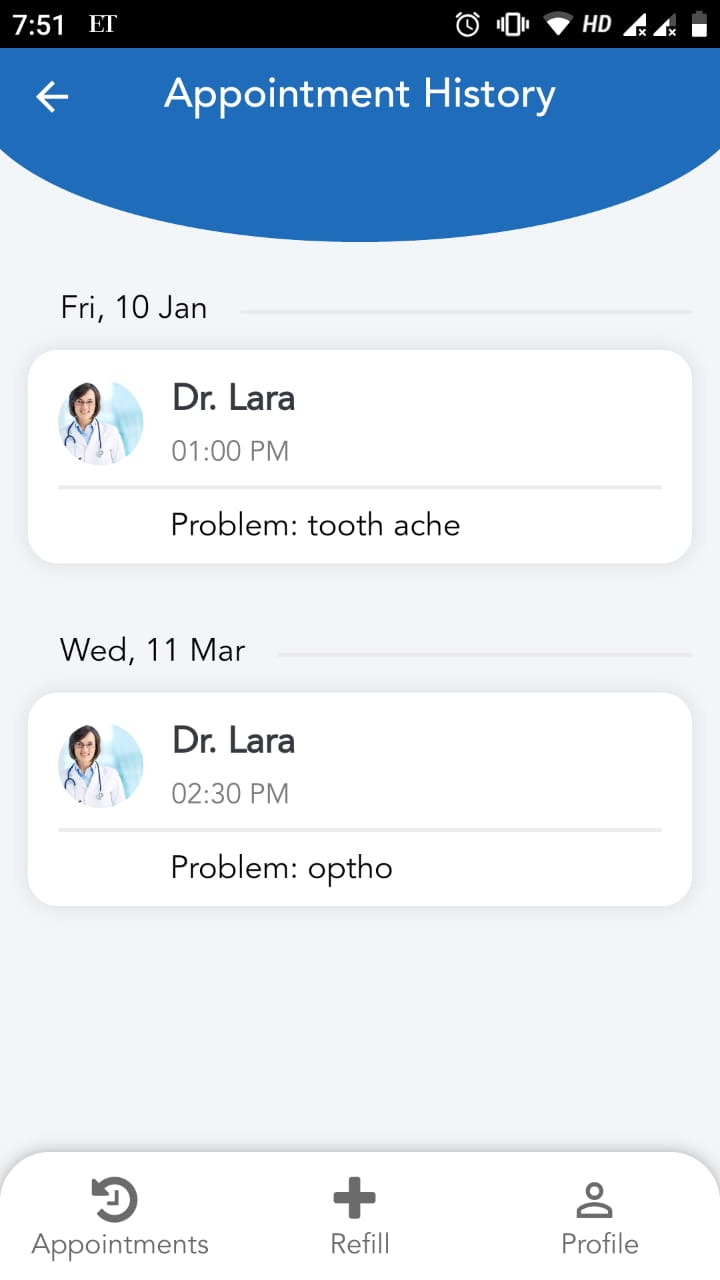 7:51 ET HD
Appointment History
Fri, 10 Jan
Dr. Lara
01:00 PM
Problem: tooth ache
Wed, 11 Mar
Dr. Lara
02:30 PM
Problem: optho
Appointments Refill Profile